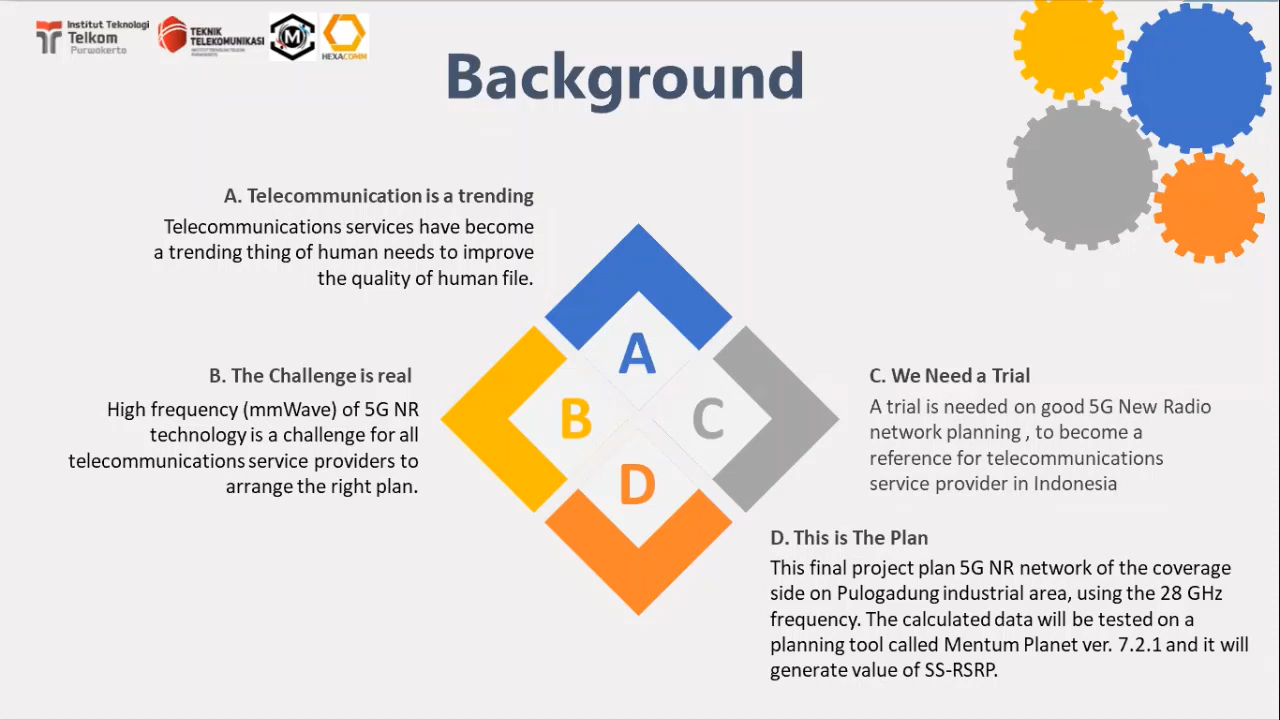 Institut Teknologi
Telkom
Purwokerto
TEKNIK
TELEKOMUNIKASI
M
HEXACOMM
Background
A. Telecommunication is a trending
Telecommunications services have become
a trending thing of human needs to improve
the quality of human file.
A
B. The Challenge is real
High frequency (mmWave) of 5G NR
technology is a challenge for all
telecommunications service providers to
arrange the right plan.
B
C
C. We Need a Trial
A trial is needed on good 5G New Radio
network planning , to become a
reference for telecommunications
service provider in Indonesia
D
D. This is The Plan
This final project plan 5G NR network of the coverage
side on Pulogadung industrial area, using the 28 GHz
frequency. The calculated data will be tested on a
planning tool called Mentum Planet ver. 7.2.1 and it will
generate value of SS-RSRP.